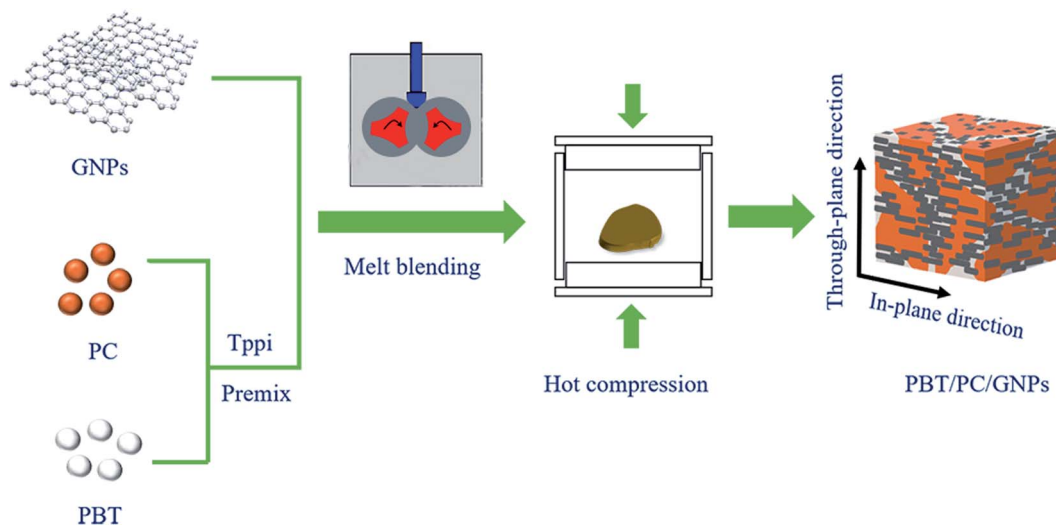 GNPs
PC
PBT
Tppi
Premix
Melt blending
Hot compression
Through-plane direction
In-plane direction
PBT/PC/GNPs